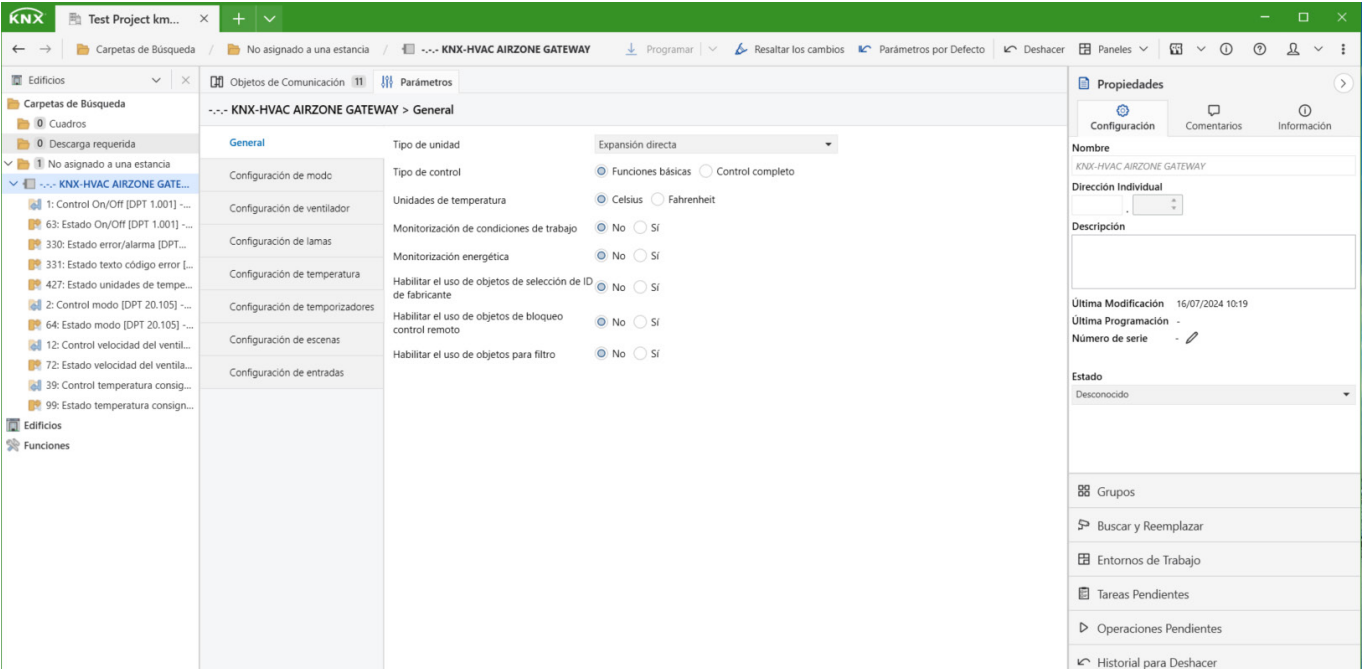 KNX
Test Project km...
Carpetas de Búsqueda / No asignado a una estancia / -.-.- KNX-HVAC AIRZONE GATEWAY
Programar
Resaltar los cambios
Parámetros por Defecto
Deshacer
Paneles
Edificios
Carpetas de Búsqueda
0 Cuadros
0 Descarga requerida
1 No asignado a una estancia
-.-.- KNX-HVAC AIRZONE GATE...
1: Control On/Off [DPT 1.001] -...
63: Estado On/Off [DPT 1.001] -...
330: Estado error/alarma [DPT...
331: Estado texto código error [...
427: Estado unidades de tempe...
2: Control modo [DPT 20.105] -...
64: Estado modo [DPT 20.105] -...
12: Control velocidad del ventil...
72: Estado velocidad del ventila...
39: Control temperatura consig...
99: Estado temperatura consign...
Edificios
Funciones
Objetos de Comunicación 11
Parámetros
-.-.- KNX-HVAC AIRZONE GATEWAY > General
General
Configuración de modo
Configuración de ventilador
Configuración de lamas
Configuración de temperatura
Configuración de temporizadores
Configuración de escenas
Configuración de entradas
Tipo de unidad Expansión directa
Tipo de control Funciones básicas Control completo
Unidades de temperatura Celsius Fahrenheit
Monitorización de condiciones de trabajo No Sí
Monitorización energética No Sí
Habilitar el uso de objetos de selección de ID
de fabricante No Sí
Habilitar el uso de objetos de bloqueo
control remoto No Sí
Habilitar el uso de objetos para filtro No Sí
Propiedades
Configuración
Comentarios
Información
Nombre
KNX-HVAC AIRZONE GATEWAY
Dirección Individual
.
Descripción
Última Modificación 16/07/2024 10:19
Última Programación -
Número de serie -
Estado
Desconocido
Grupos
Buscar y Reemplazar
Entornos de Trabajo
Tareas Pendientes
Operaciones Pendientes
Historial para Deshacer